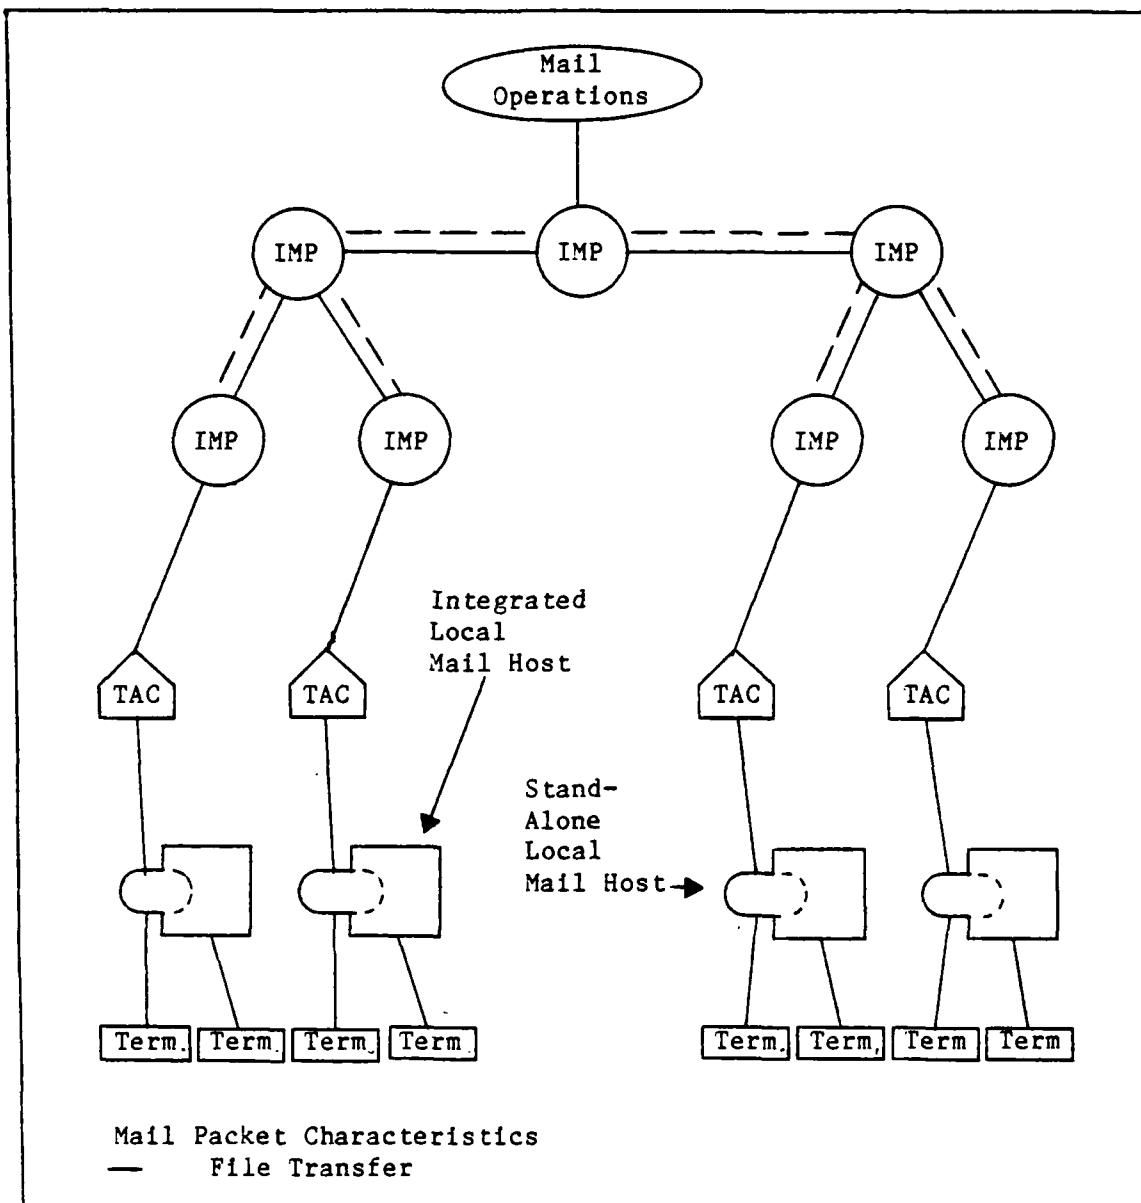 Mail
Operations
IMP IMP IMP
IMP IMP IMP IMP
Integrated
Local
Mail Host
TAC TAC TAC TAC
Stand-
Alone
Local
Mail Host
Term. Term. Term. Term Term. Term. Term Term
Mail Packet Characteristics
— File Transfer